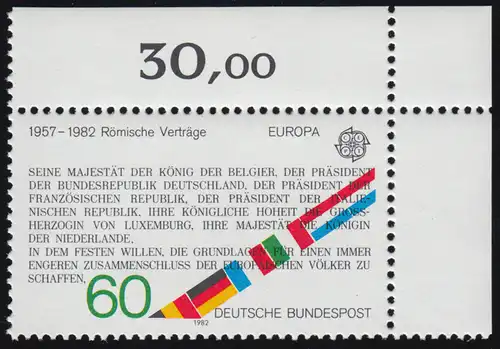 30,00
1957–1982 Römische Verträge EUROPA CEPT
SEINE MAJESTÄT DER KÖNIG DER BELGIER, DER PRÄSIDENT
DER BUNDESREPUBLIK DEUTSCHLAND, DER PRÄSIDENT DER
FRANZÖSISCHEN REPUBLIK, DER PRÄSIDENT DER ITALIE-
NISCHEN REPUBLIK, IHRE KÖNIGLICHE HOHEIT DIE GROSS-
HERZOGIN VON LUXEMBURG, IHRE MAJESTÄT DIE KÖNIGIN
DER NIEDERLANDE,
IN DEM FESTEN WILLEN, DIE GRUNDLAGEN FÜR EINEN IMMER
ENGEREN ZUSAMMENSCHLUSS DER EUROPÄISCHEN VÖLKER ZU
SCHAFFEN,
60
1982
DEUTSCHE BUNDESPOST